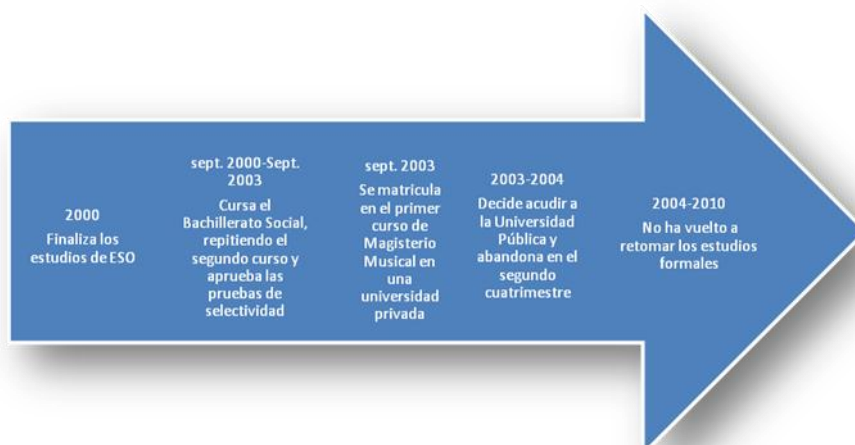 2000
Finaliza los
estudios de ESO
sept. 2000-Sept.
2003
Cursa el
Bachillerato Social,
repitiendo el
segundo curso y
aprueba las
pruebas de
selectividad
sept. 2003
Se matricula
en el primer
curso de
Magisterio
Musical en
una
universidad
privada
2003-2004
Decide acudir a
la Universidad
Pública y
abandona en el
segundo
cuatrimestre
2004-2010
No ha vuelto a
retomar los estudios
formales